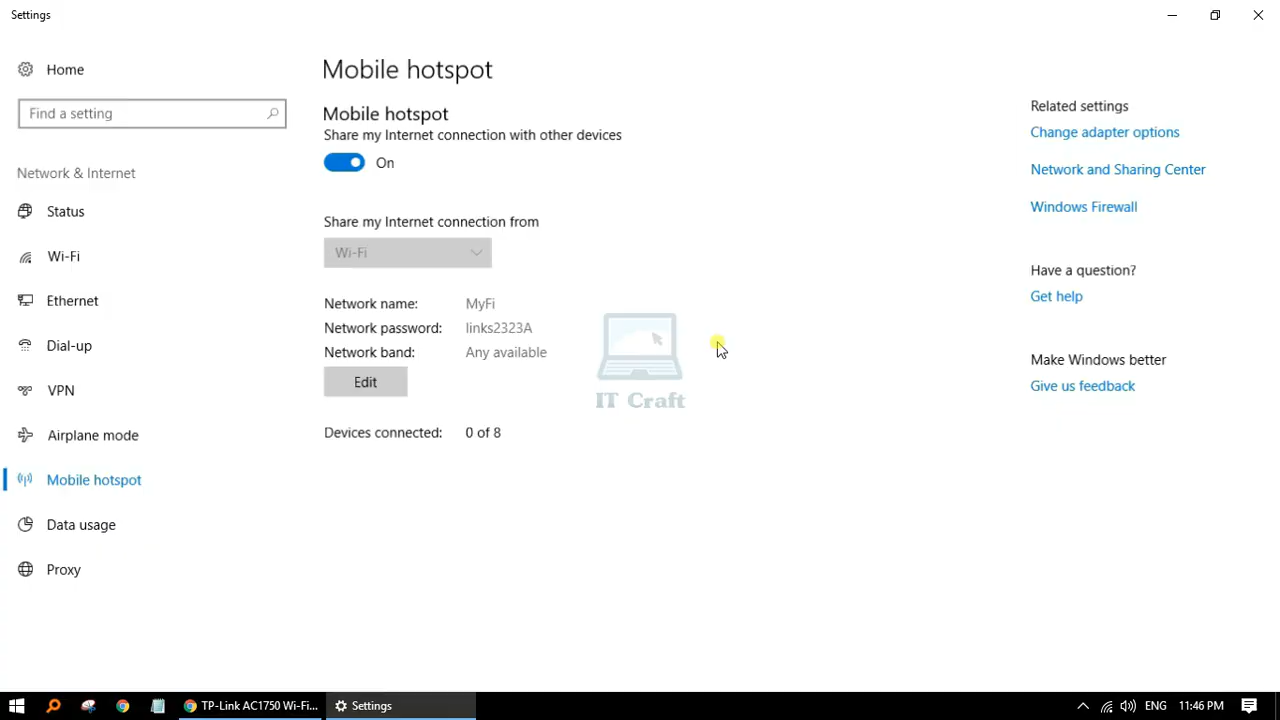 Settings
Home
Find a setting
Network & Internet
Status
Wi-Fi
Ethernet
Dial-up
VPN
Airplane mode
Mobile hotspot
Data usage
Proxy
Mobile hotspot
Mobile hotspot
Share my Internet connection with other devices
On
Share my Internet connection from
Wi-Fi
Network name: MyFi
Network password: links2323A
Network band: Any available
Edit
Devices connected: 0 of 8
IT Craft
Related settings
Change adapter options
Network and Sharing Center
Windows Firewall
Have a question?
Get help
Make Windows better
Give us feedback
TP-Link AC1750 Wi-Fi...
Settings
ENG
11:46 PM